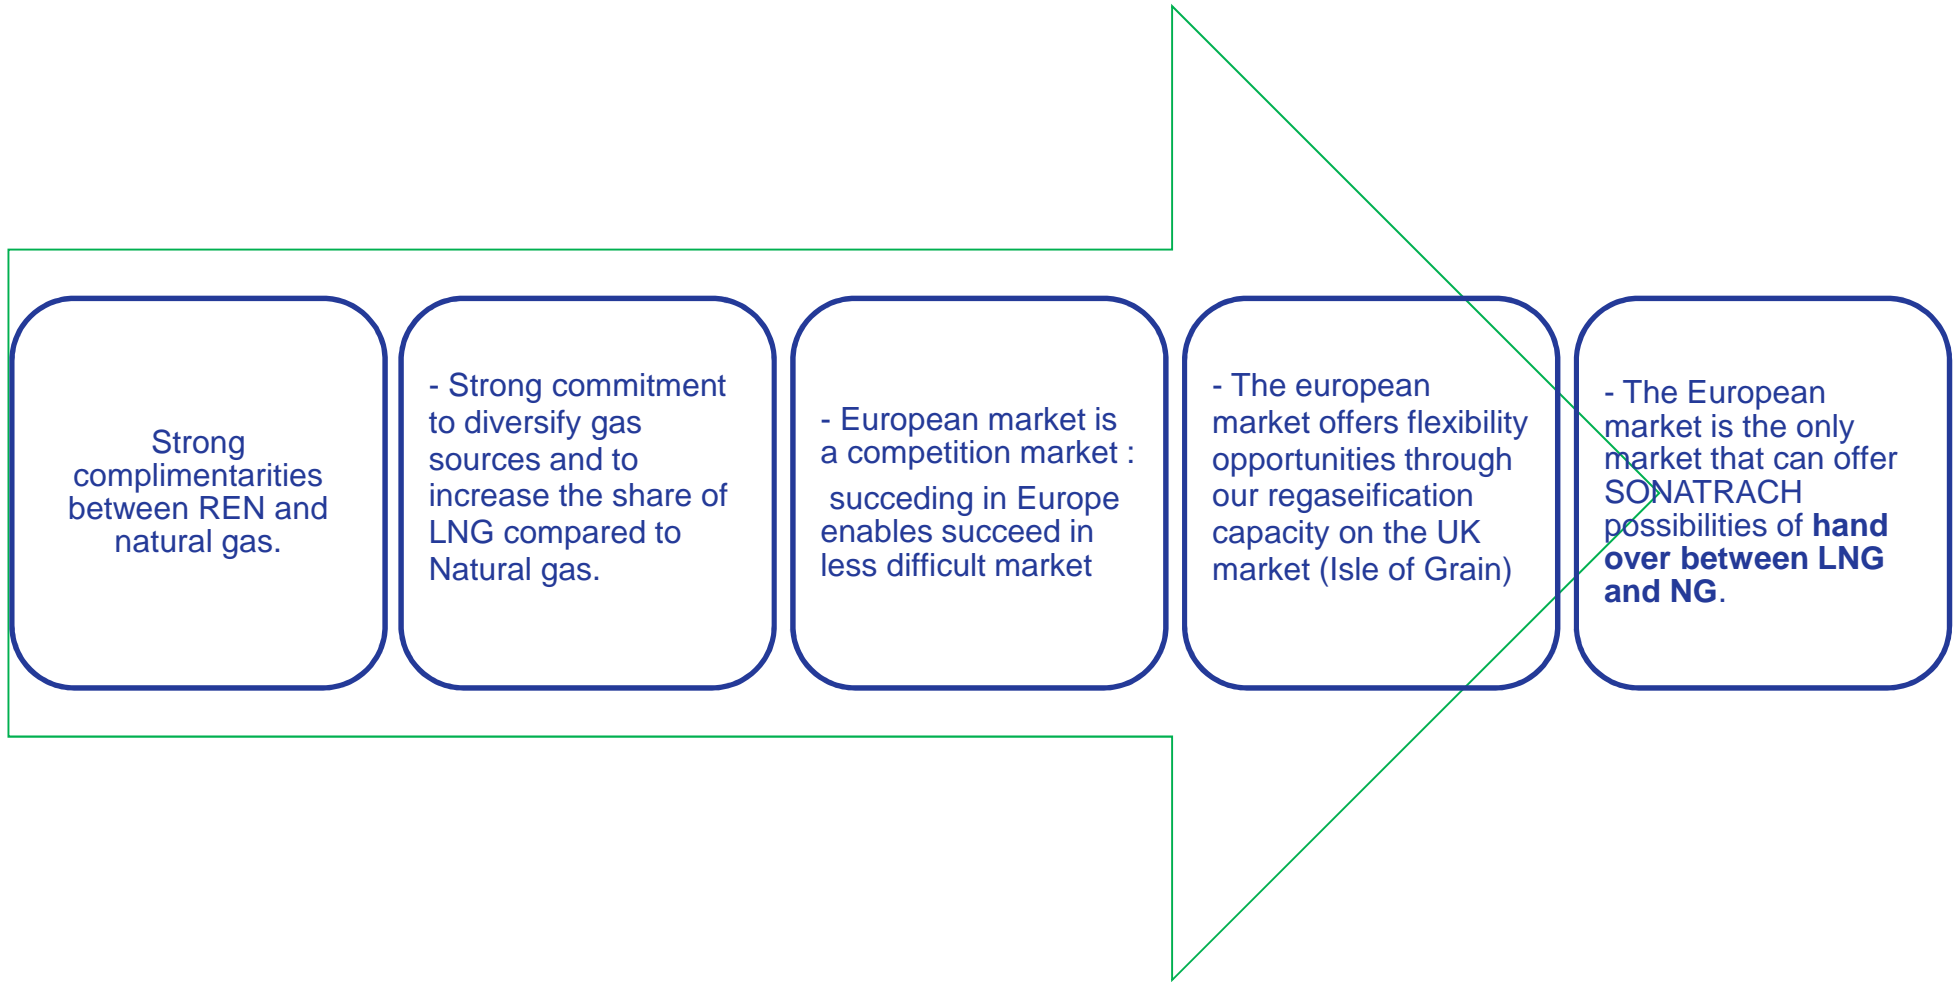 Strong
complimentarities
between REN and
natural gas.
- Strong commitment
to diversify gas
sources and to
increase the share of
LNG compared to
Natural gas.
- European market is
a competition market :
succeding in Europe
enables succeed in
less difficult market
- The european
market offers flexibility
opportunities through
our regaseification
capacity on the UK
market (Isle of Grain)
- The European
market is the only
market that can offer
SONATRACH
possibilities of hand
over between LNG
and NG.